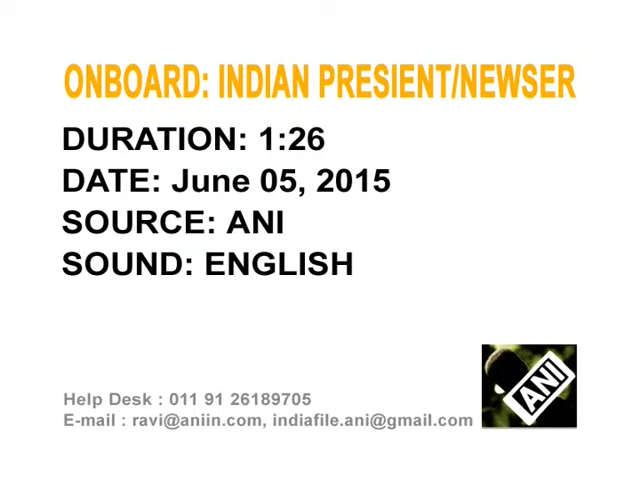 ONBOARD: INDIAN PRESIENT/NEWSER
DURATION: 1:26
DATE: June 05, 2015
SOURCE: ANI
SOUND: ENGLISH
Help Desk : 011 91 26189705
E-mail : ravi@aniin.com, indiafile.ani@gmail.com
ANI